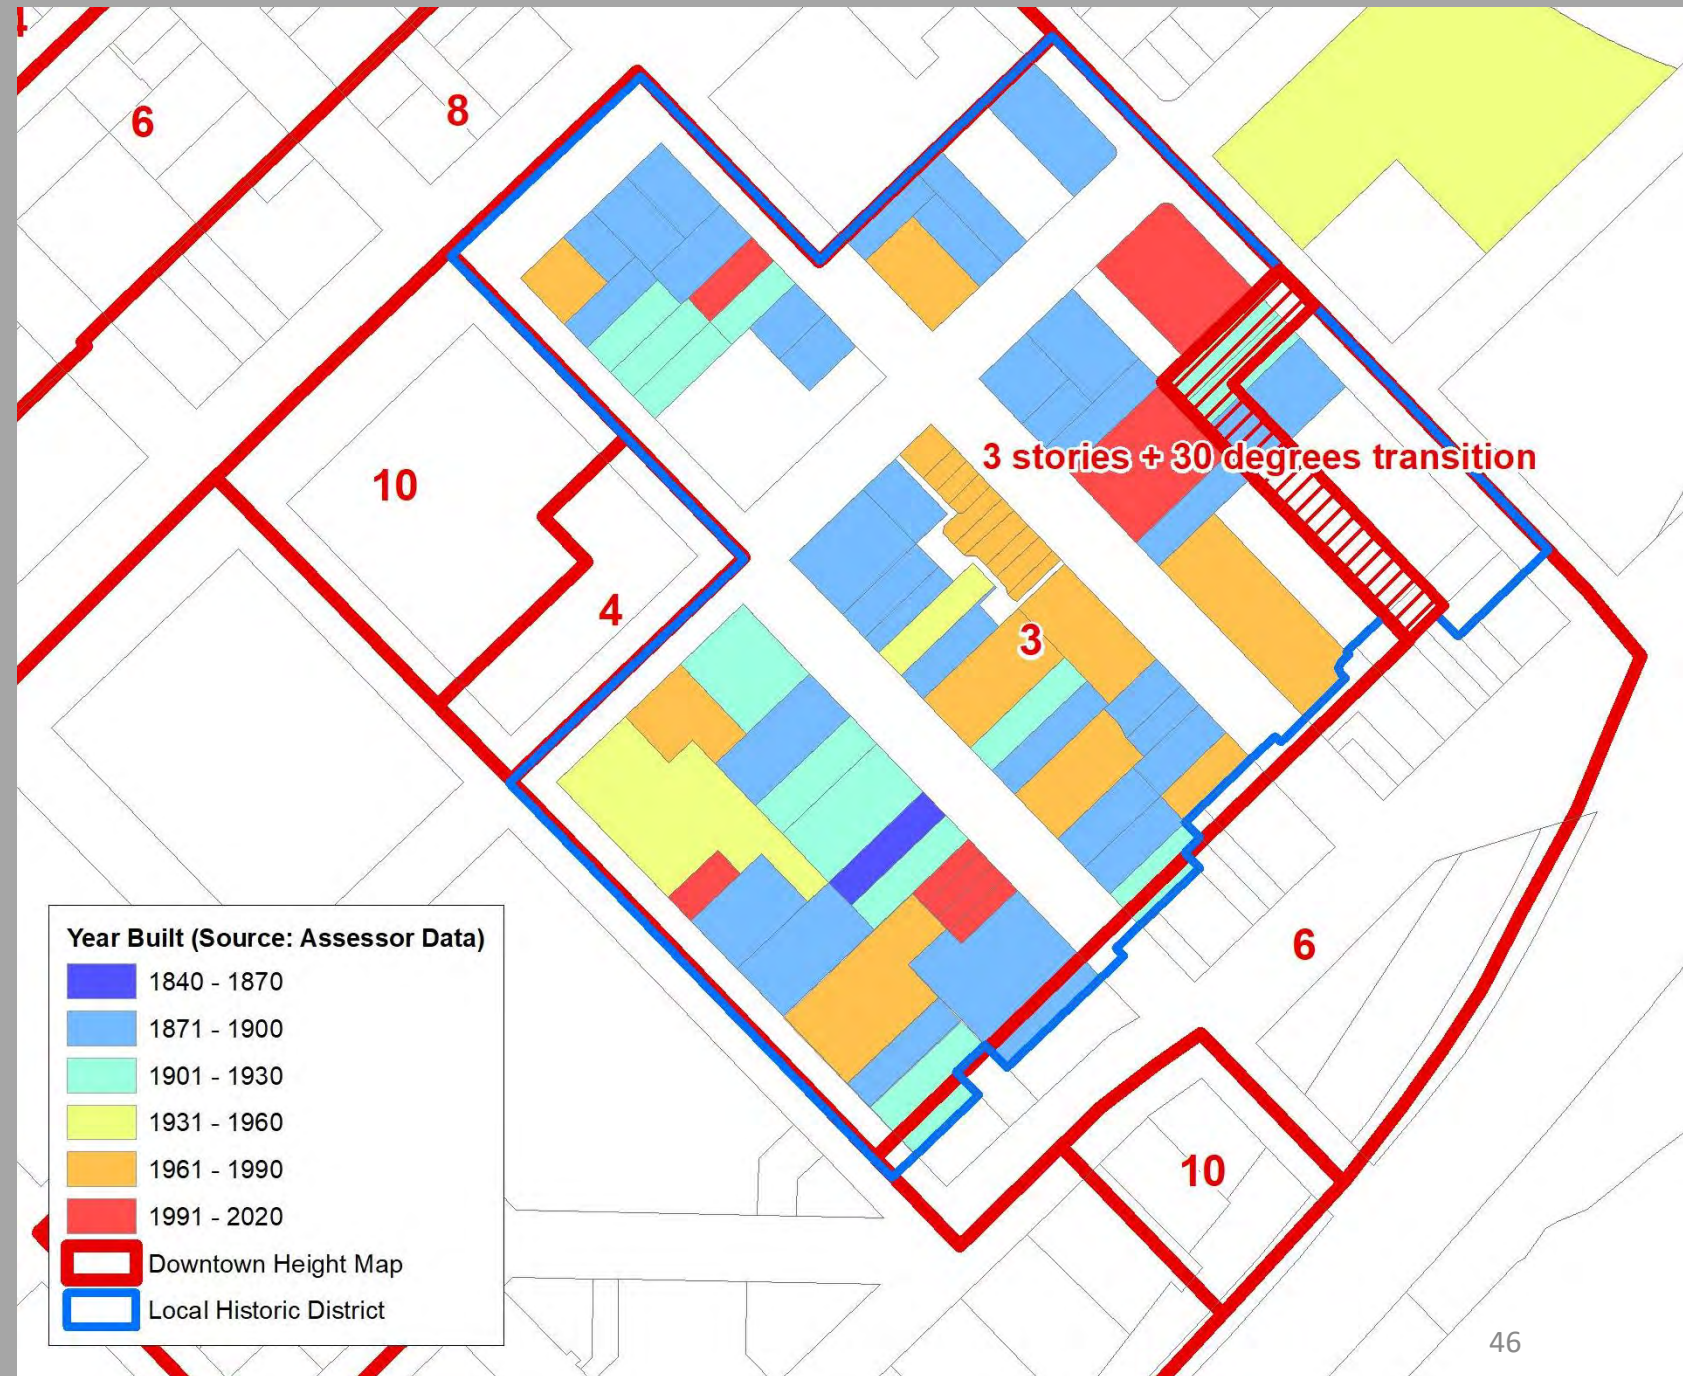 4
6
8
10
3 stories + 30 degrees transition
4
3
6
10
Year Built (Source: Assessor Data)
1840 - 1870
1871 - 1900
1901 - 1930
1931 - 1960
1961 - 1990
1991 - 2020
Downtown Height Map
Local Historic District
46